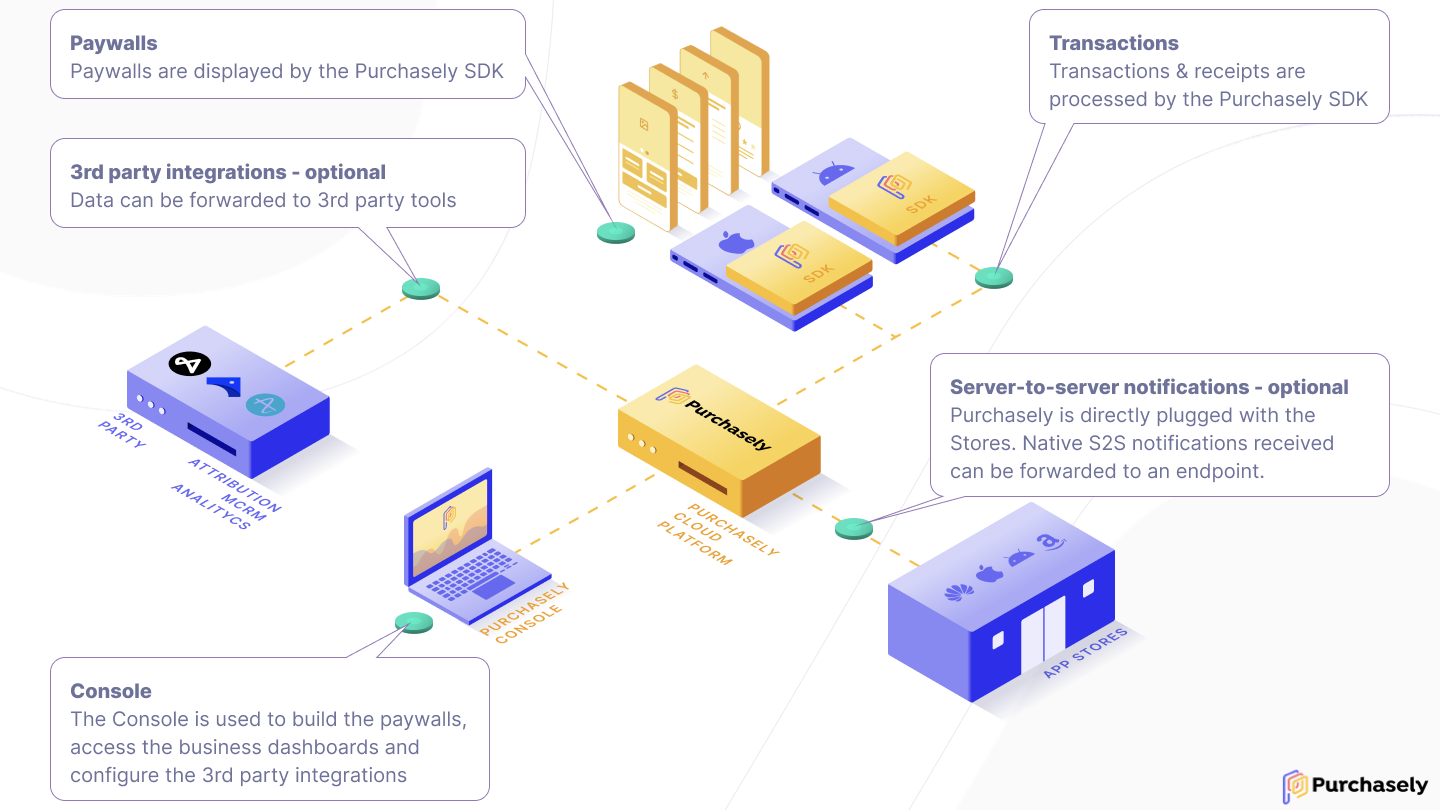 Paywalls
Paywalls are displayed by the Purchasely SDK
Transactions
Transactions & receipts are
processed by the Purchasely SDK
3rd party integrations - optional
Data can be forwarded to 3rd party tools
SDK
SDK
Server-to-server notifications - optional
Purchasely is directly plugged with the
Stores. Native S2S notifications received
can be forwarded to an endpoint.
Purchasely
3RD
PARTY
ATTRIBUTION
MCRM
ANALITYCS
PURCHASELY
CLOUD
PLATFORM
PURCHASELY
CONSOLE
APP STORES
Console
The Console is used to build the paywalls,
access the business dashboards and
configure the 3rd party integrations
Purchasely